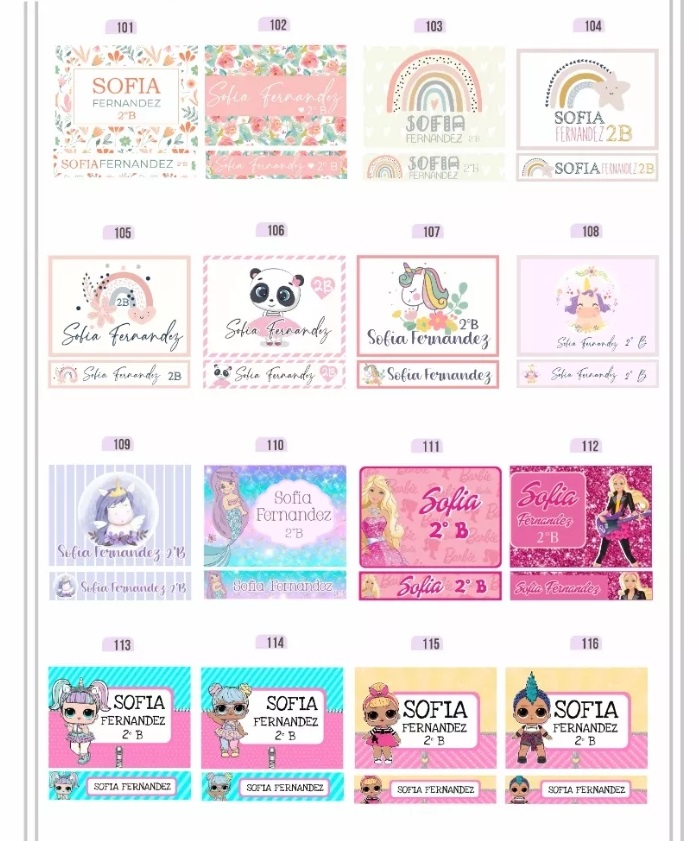 101
SOFIA
FERNANDEZ
2°B
SOFIA FERNANDEZ 2°B
102
Sofia Fernandez
2° B
Sofia Fernandez 2° B
103
SOFIA
FERNANDEZ 2°B
SOFIA
FERNANDEZ 2°B
104
SOFIA
FERNANDEZ 2B
SOFIA FERNANDEZ 2B
105
2B
Sofia Fernandez
Sofia Fernandez 2B
106
2B
Sofia Fernandez
Sofia Fernandez 2B
107
2°B
Sofia Fernandez
Sofia Fernandez
108
Sofia Fernandez 2° B
Sofia Fernandez 2° B
109
Sofia Fernandez 2°B
Sofia Fernandez 2°B
110
Sofia
Fernandez
2°B
Sofia Fernandez
111
Barbie
Sofia
2° B
Sofia 2° B
112
Sofia
Fernandez
2°B
Sofia Fernandez
113
SOFIA
FERNANDEZ
2° B
SOFIA FERNANDEZ
114
SOFIA
FERNANDEZ
2° B
SOFIA FERNANDEZ
115
SOFIA
FERNANDEZ
2° B
SOFIA FERNANDEZ
116
SOFIA
FERNANDEZ
2° B
SOFIA FERNANDEZ